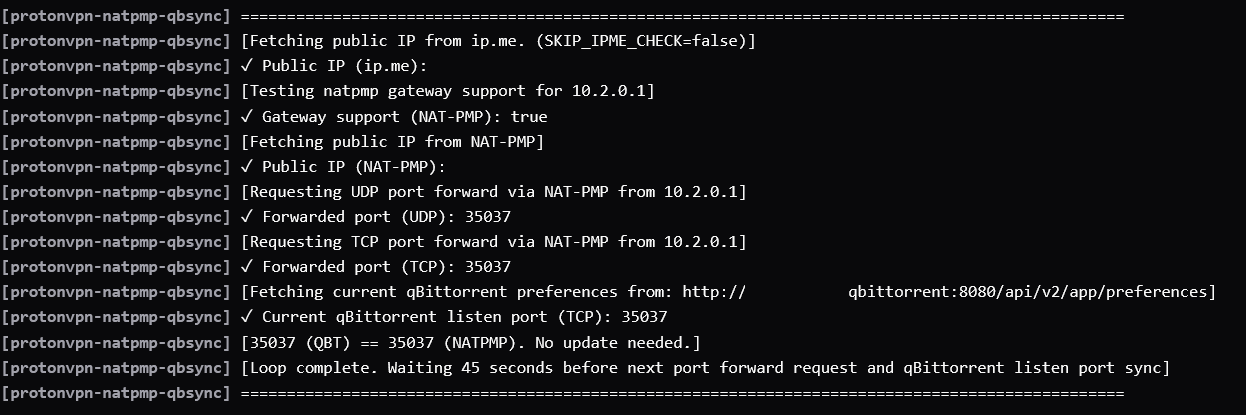 [protonvpn-natpmp-qbsync] ================================================================================================
[protonvpn-natpmp-qbsync] [Fetching public IP from ip.me. (SKIP_IPME_CHECK=false)]
[protonvpn-natpmp-qbsync] ✓ Public IP (ip.me):
[protonvpn-natpmp-qbsync] [Testing natpmp gateway support for 10.2.0.1]
[protonvpn-natpmp-qbsync] ✓ Gateway support (NAT-PMP): true
[protonvpn-natpmp-qbsync] [Fetching public IP from NAT-PMP]
[protonvpn-natpmp-qbsync] ✓ Public IP (NAT-PMP):
[protonvpn-natpmp-qbsync] [Requesting UDP port forward via NAT-PMP from 10.2.0.1]
[protonvpn-natpmp-qbsync] ✓ Forwarded port (UDP): 35037
[protonvpn-natpmp-qbsync] [Requesting TCP port forward via NAT-PMP from 10.2.0.1]
[protonvpn-natpmp-qbsync] ✓ Forwarded port (TCP): 35037
[protonvpn-natpmp-qbsync] [Fetching current qBittorrent preferences from: http:// qbittorrent:8080/api/v2/app/preferences]
[protonvpn-natpmp-qbsync] ✓ Current qBittorrent listen port (TCP): 35037
[protonvpn-natpmp-qbsync] [35037 (QBT) == 35037 (NATPMP). No update needed.]
[protonvpn-natpmp-qbsync] [Loop complete. Waiting 45 seconds before next port forward request and qBittorrent listen port sync]
[protonvpn-natpmp-qbsync] ================================================================================================